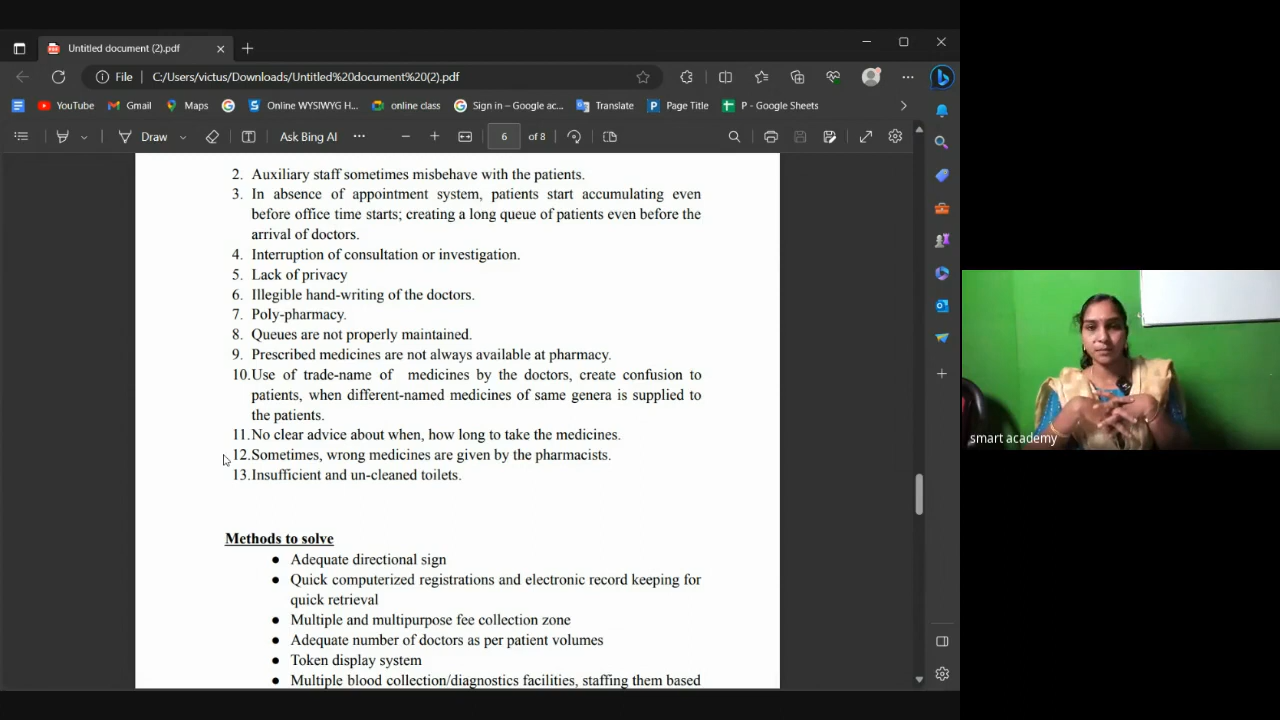 Untitled document (2).pdf
File
C:/Users/victus/Downloads/Untitled%20document%20(2).pdf
YouTube
Gmail
Maps
Online WYSIWYG H...
online class
Sign in – Google ac...
Translate
Page Title
P - Google Sheets
Draw
Ask Bing AI
6
of 8
2. Auxiliary staff sometimes misbehave with the patients.
3. In absence of appointment system, patients start accumulating even
before office time starts; creating a long queue of patients even before the
arrival of doctors.
4. Interruption of consultation or investigation.
5. Lack of privacy
6. Illegible hand-writing of the doctors.
7. Poly-pharmacy.
8. Queues are not properly maintained.
9. Prescribed medicines are not always available at pharmacy.
10.Use of trade-name of medicines by the doctors, create confusion to
patients, when different-named medicines of same genera is supplied to
the patients.
11.No clear advice about when, how long to take the medicines.
12.Sometimes, wrong medicines are given by the pharmacists.
13.Insufficient and un-cleaned toilets.
Methods to solve
● Adequate directional sign
● Quick computerized registrations and electronic record keeping for
quick retrieval
● Multiple and multipurpose fee collection zone
● Adequate number of doctors as per patient volumes
● Token display system
● Multiple blood collection/diagnostics facilities, staffing them based
smart academy